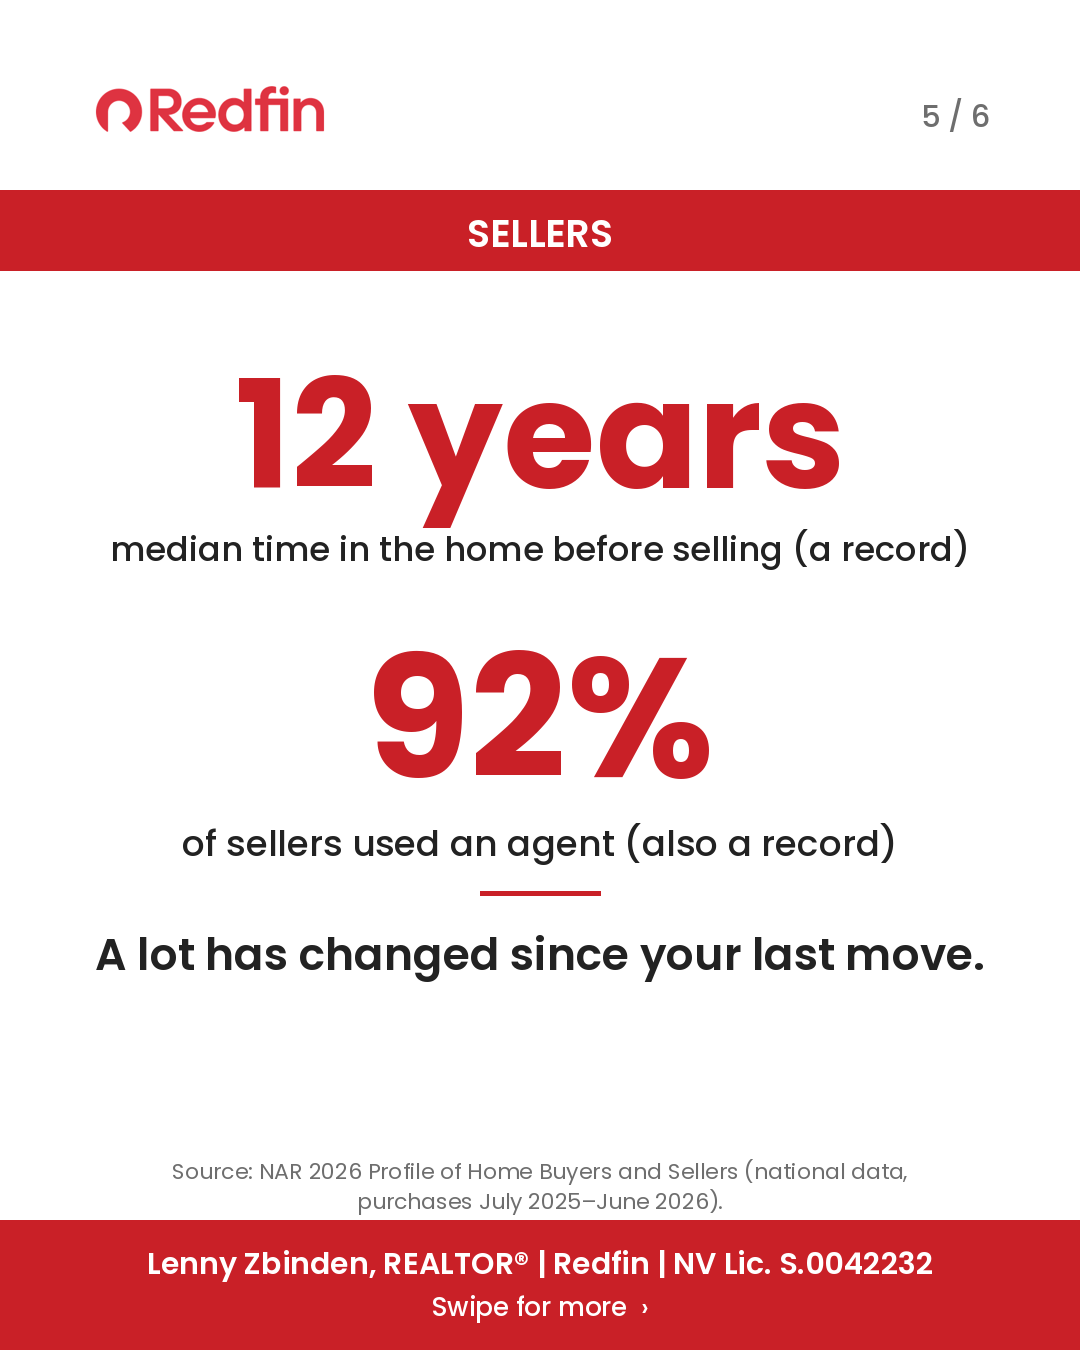 Redfin
5 / 6
SELLERS
12 years
median time in the home before selling (a record)
92%
of sellers used an agent (also a record)
A lot has changed since your last move.
Source: NAR 2026 Profile of Home Buyers and Sellers (national data,
purchases July 2025–June 2026).
Lenny Zbinden, REALTOR® | Redfin | NV Lic. S.0042232
Swipe for more ›